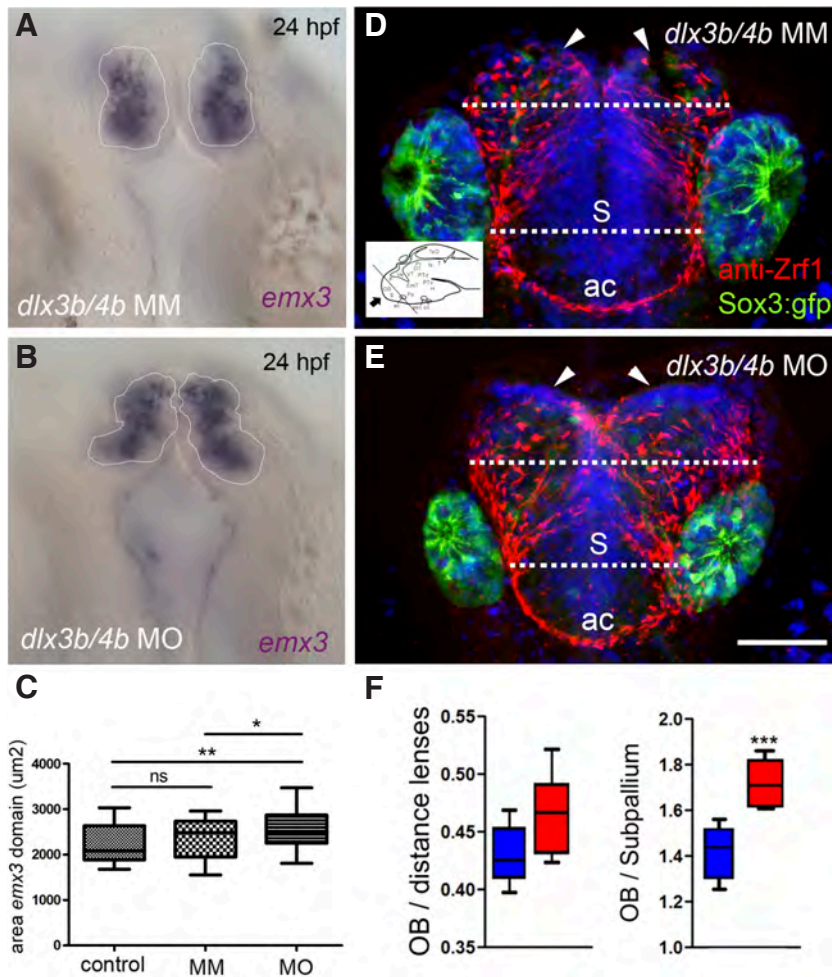 A
24 hpf
dlx3b/4b MM
emx3
B
24 hpf
dlx3b/4b MO
emx3
C
area emx3 domain (um2)
4000
3000
2000
1000
0
ns
**
*
control
MM
MO
D
dlx3b/4b MM
S
ac
anti-Zrf1
Sox3:gfp
E
dlx3b/4b MO
S
ac
F
OB / distance lenses
0.55
0.50
0.45
0.40
0.35
OB / Subpallium
2.0
1.8
1.6
1.4
1.2
1.0
***